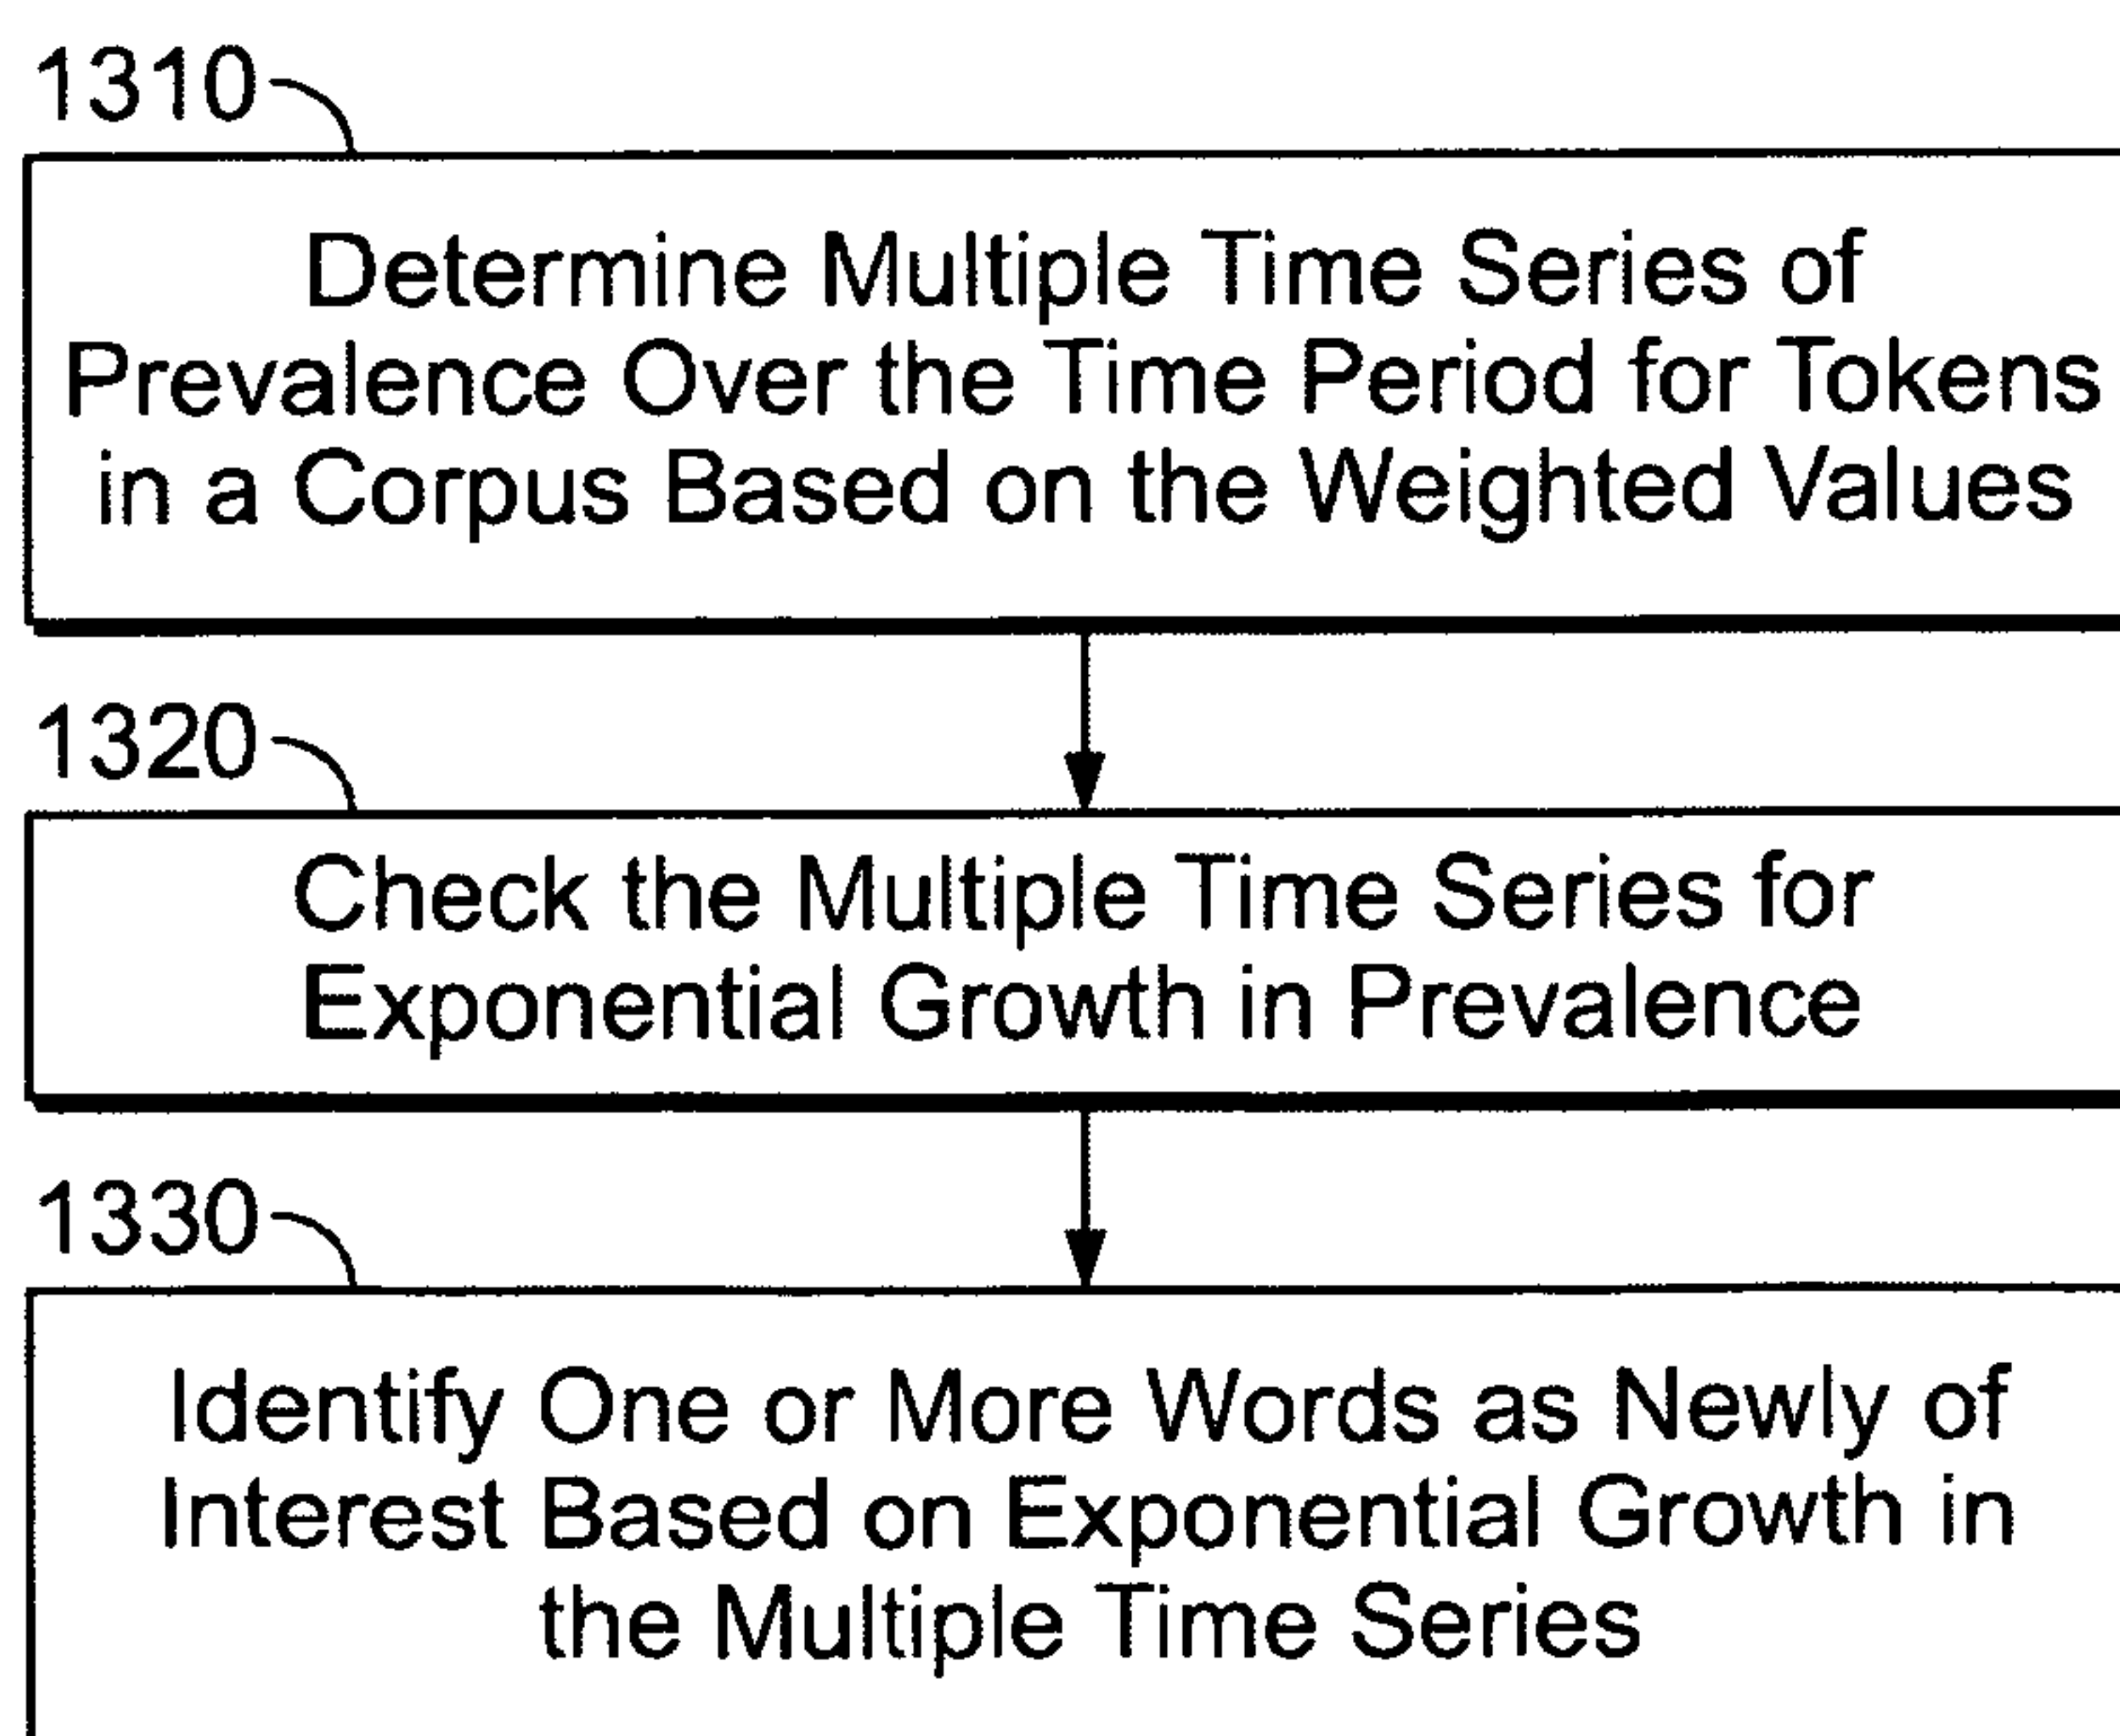 1310
Determine Multiple Time Series of
Prevalence Over the Time Period for Tokens
in a Corpus Based on the Weighted Values
1320
Check the Multiple Time Series for
Exponential Growth in Prevalence
1330
Identify One or More Words as Newly of
Interest Based on Exponential Growth in
the Multiple Time Series